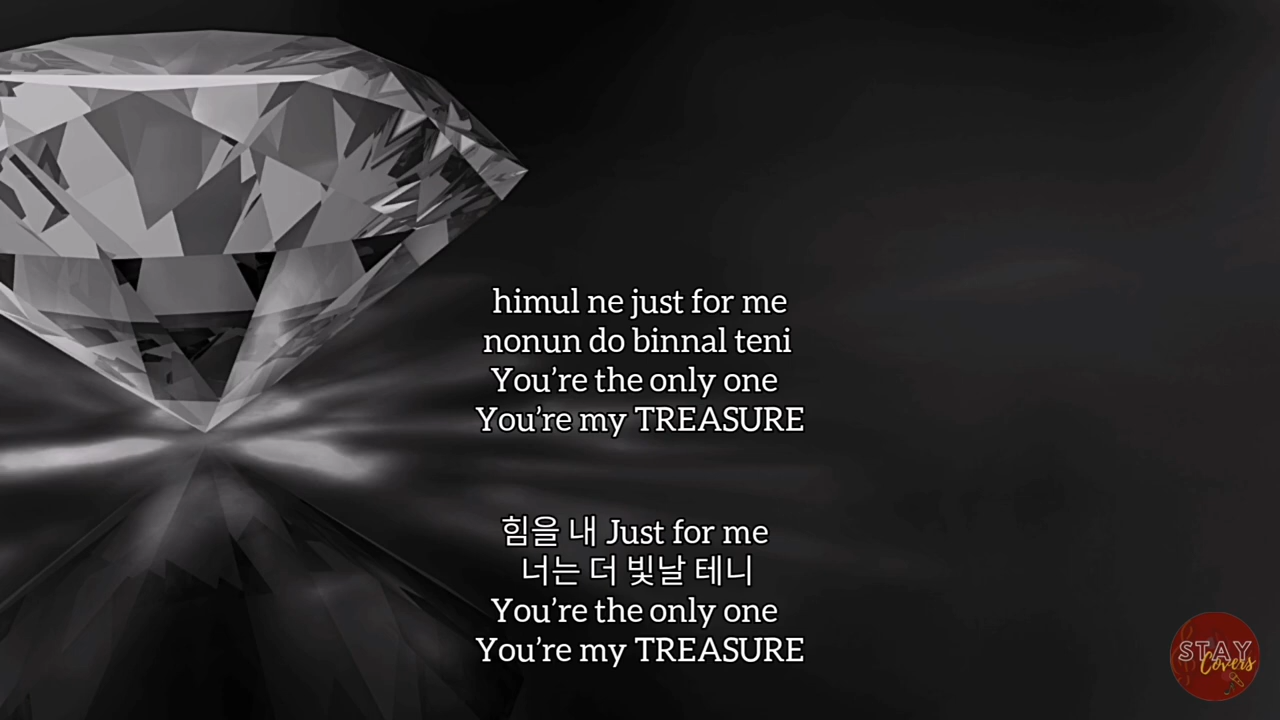 himul ne just for me
nonun do binnal teni
You’re the only one
You’re my TREASURE
힘을 내 Just for me
너는 더 빛날 테니
You’re the only one
You’re my TREASURE
STAY
Covers